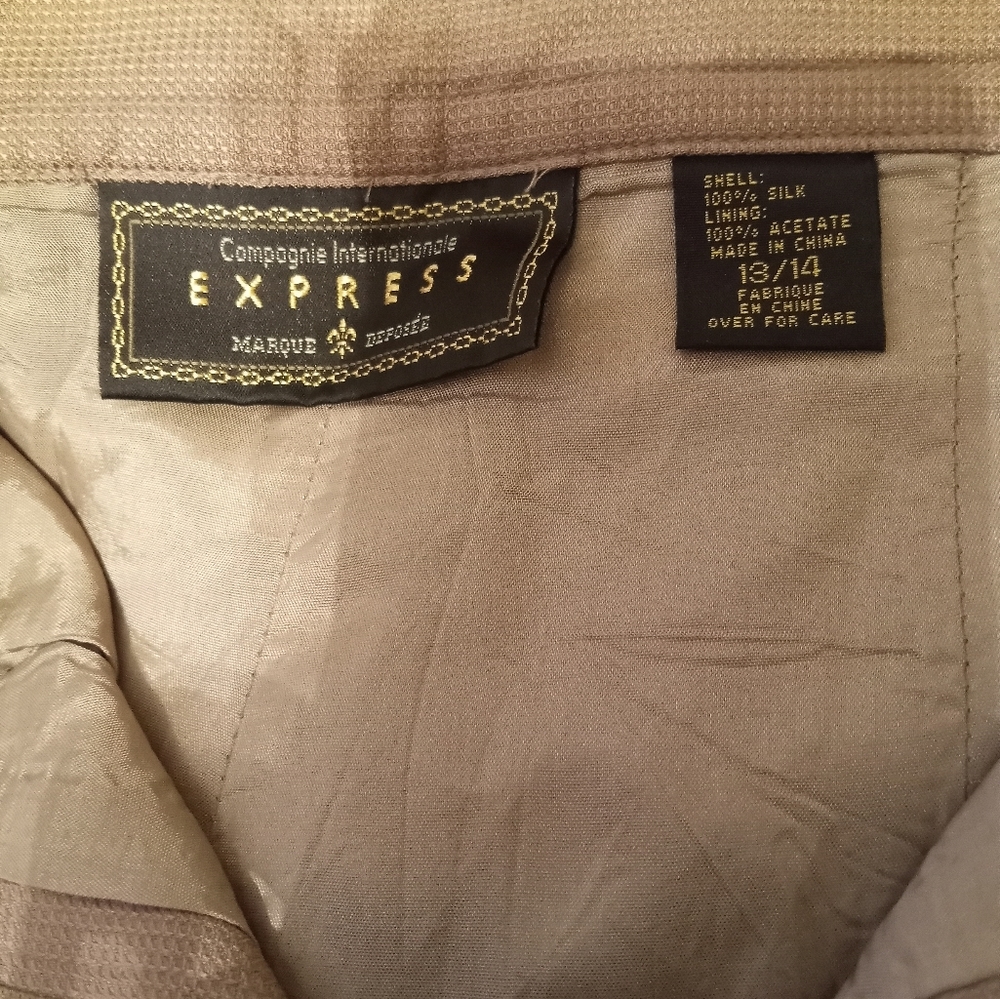 Compagnie Internationale
EXPRESS
MARQUE DEPOSÉE
SHELL:
100% SILK
LINING:
100% ACETATE
MADE IN CHINA
13/14
FABRIQUE
EN CHINE
OVER FOR CARE